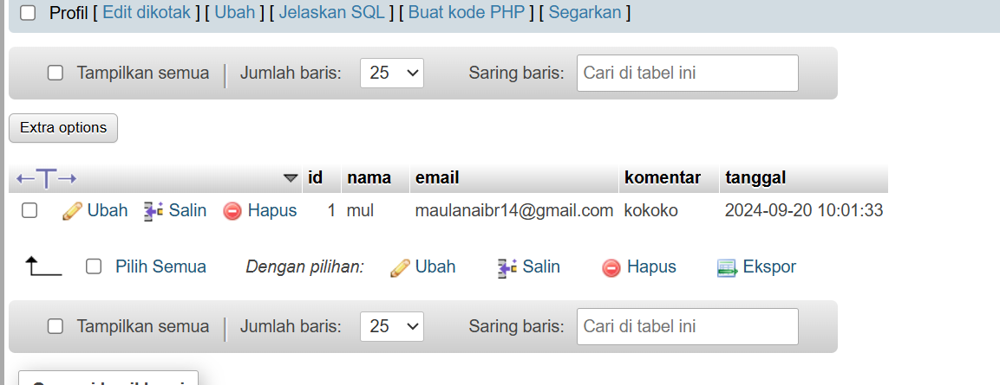 Profil [ Edit dikotak ] [ Ubah ] [ Jelaskan SQL ] [ Buat kode PHP ] [ Segarkan ]
Tampilkan semua | Jumlah baris: 25 Saring baris: Cari di tabel ini
Extra options
←T→ id nama email komentar tanggal
Ubah Salin Hapus 1 mul maulanaibr14@gmail.com kokoko 2024-09-20 10:01:33
Pilih Semua Dengan pilihan: Ubah Salin Hapus Ekspor
Tampilkan semua | Jumlah baris: 25 Saring baris: Cari di tabel ini